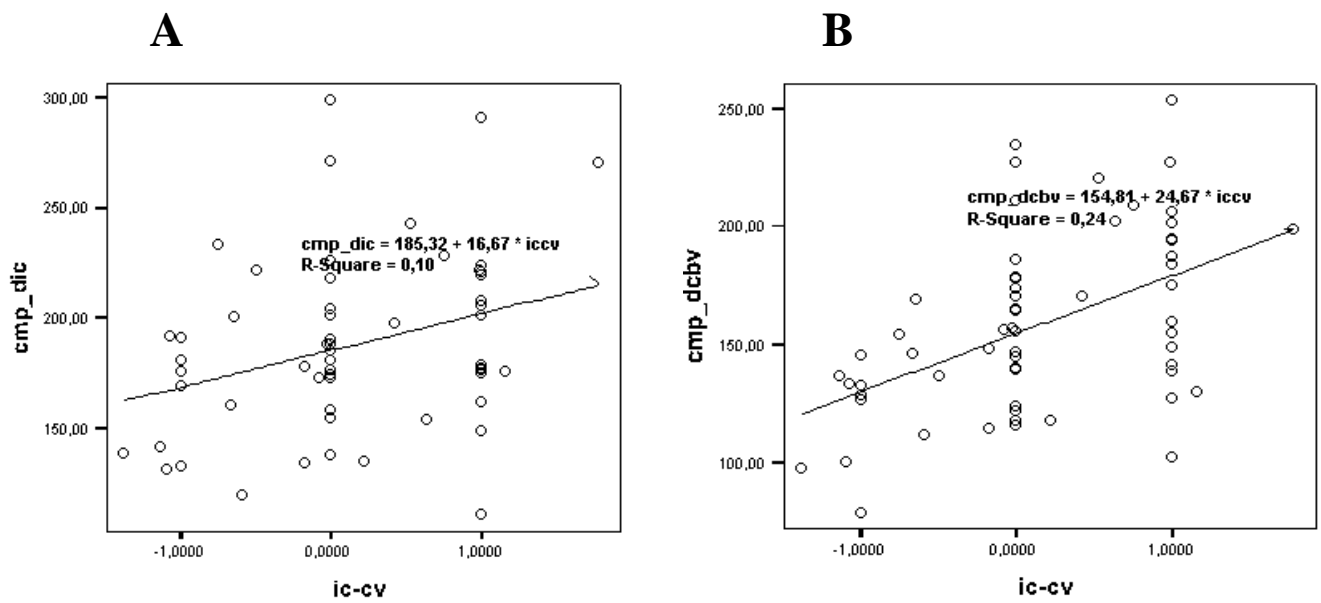 A
300,00
250,00
200,00
150,00
cmp_dic
cmp_dic = 185,32 + 16,67 * iccv
R-Square = 0,10
-1,0000
0,0000
1,0000
ic-cv
B
250,00
200,00
150,00
100,00
cmp_dcbv
cmp_dcbv = 154,81 + 24,67 * iccv
R-Square = 0,24
-1,0000
0,0000
1,0000
ic-cv